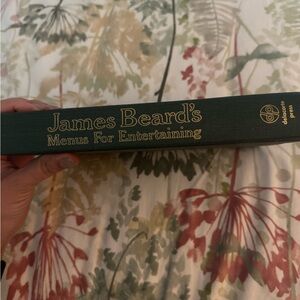 James Beard's
Menus For Entertaining
delacorte
press